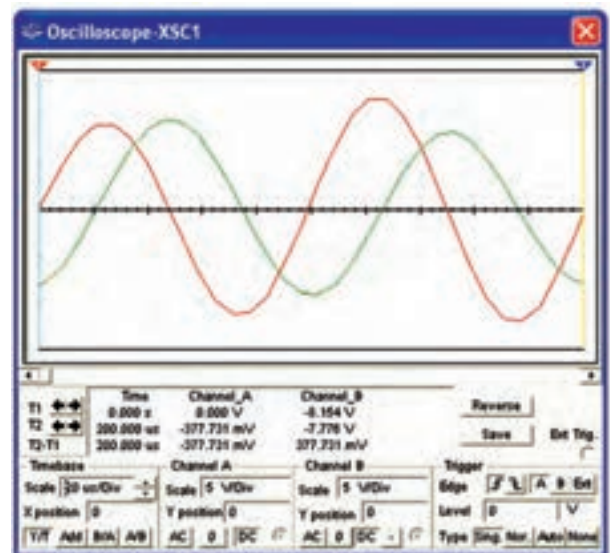 Oscilloscope-XSC1
Time Channel_A Channel_B
T1 0.000 s 0.000 V -8.154 V
T2 200.000 us -377.731 mV -7.776 V
T2-T1 200.000 us -377.731 mV 377.731 mV
Reverse
Save
Ext Trig.
Timebase
Scale 20 us/Div
X position 0
Y/T Add B/A A/B
Channel A
Scale 5 V/Div
Y position 0
AC 0 DC
Channel B
Scale 5 V/Div
Y position 0
AC 0 DC -
Trigger
Edge A B Ext
Level 0 V
Type Sing. Nor. Auto None